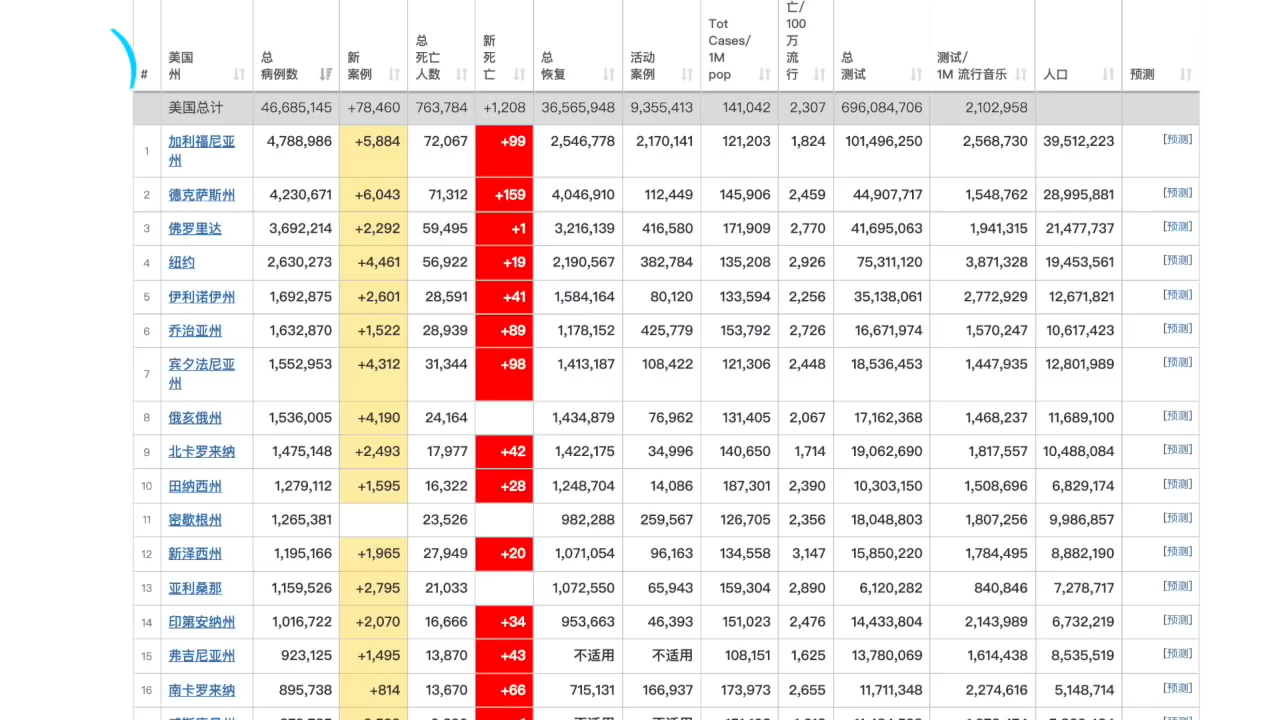 # 美国州 总病例数 新案例 总死亡人数 新死亡 总恢复 活动案例 Tot Cases/ 1M pop 亡/ 100 万流行 总测试 测试/ 1M 流行音乐 人口 预测
美国总计 46,685,145 +78,460 763,784 +1,208 36,565,948 9,355,413 141,042 2,307 696,084,706 2,102,958
1 加利福尼亚州 4,788,986 +5,884 72,067 +99 2,546,778 2,170,141 121,203 1,824 101,496,250 2,568,730 39,512,223 [预测]
2 德克萨斯州 4,230,671 +6,043 71,312 +159 4,046,910 112,449 145,906 2,459 44,907,717 1,548,762 28,995,881 [预测]
3 佛罗里达 3,692,214 +2,292 59,495 +1 3,216,139 416,580 171,909 2,770 41,695,063 1,941,315 21,477,737 [预测]
4 纽约 2,630,273 +4,461 56,922 +19 2,190,567 382,784 135,208 2,926 75,311,120 3,871,328 19,453,561 [预测]
5 伊利诺伊州 1,692,875 +2,601 28,591 +41 1,584,164 80,120 133,594 2,256 35,138,061 2,772,929 12,671,821 [预测]
6 乔治亚州 1,632,870 +1,522 28,939 +89 1,178,152 425,779 153,792 2,726 16,671,974 1,570,247 10,617,423 [预测]
7 宾夕法尼亚州 1,552,953 +4,312 31,344 +98 1,413,187 108,422 121,306 2,448 18,536,453 1,447,935 12,801,989 [预测]
8 俄亥俄州 1,536,005 +4,190 24,164 1,434,879 76,962 131,405 2,067 17,162,368 1,468,237 11,689,100 [预测]
9 北卡罗来纳 1,475,148 +2,493 17,977 +42 1,422,175 34,996 140,650 1,714 19,062,690 1,817,557 10,488,084 [预测]
10 田纳西州 1,279,112 +1,595 16,322 +28 1,248,704 14,086 187,301 2,390 10,303,150 1,508,696 6,829,174 [预测]
11 密歇根州 1,265,381 23,526 982,288 259,567 126,705 2,356 18,048,803 1,807,256 9,986,857 [预测]
12 新泽西州 1,195,166 +1,965 27,949 +20 1,071,054 96,163 134,558 3,147 15,850,220 1,784,495 8,882,190 [预测]
13 亚利桑那 1,159,526 +2,795 21,033 1,072,550 65,943 159,304 2,890 6,120,282 840,846 7,278,717 [预测]
14 印第安纳州 1,016,722 +2,070 16,666 +34 953,663 46,393 151,023 2,476 14,433,804 2,143,989 6,732,219 [预测]
15 弗吉尼亚州 923,125 +1,495 13,870 +43 不适用 不适用 108,151 1,625 13,780,069 1,614,438 8,535,519 [预测]
16 南卡罗来纳 895,738 +814 13,670 +66 715,131 166,937 173,973 2,655 11,711,348 2,274,616 5,148,714 [预测]